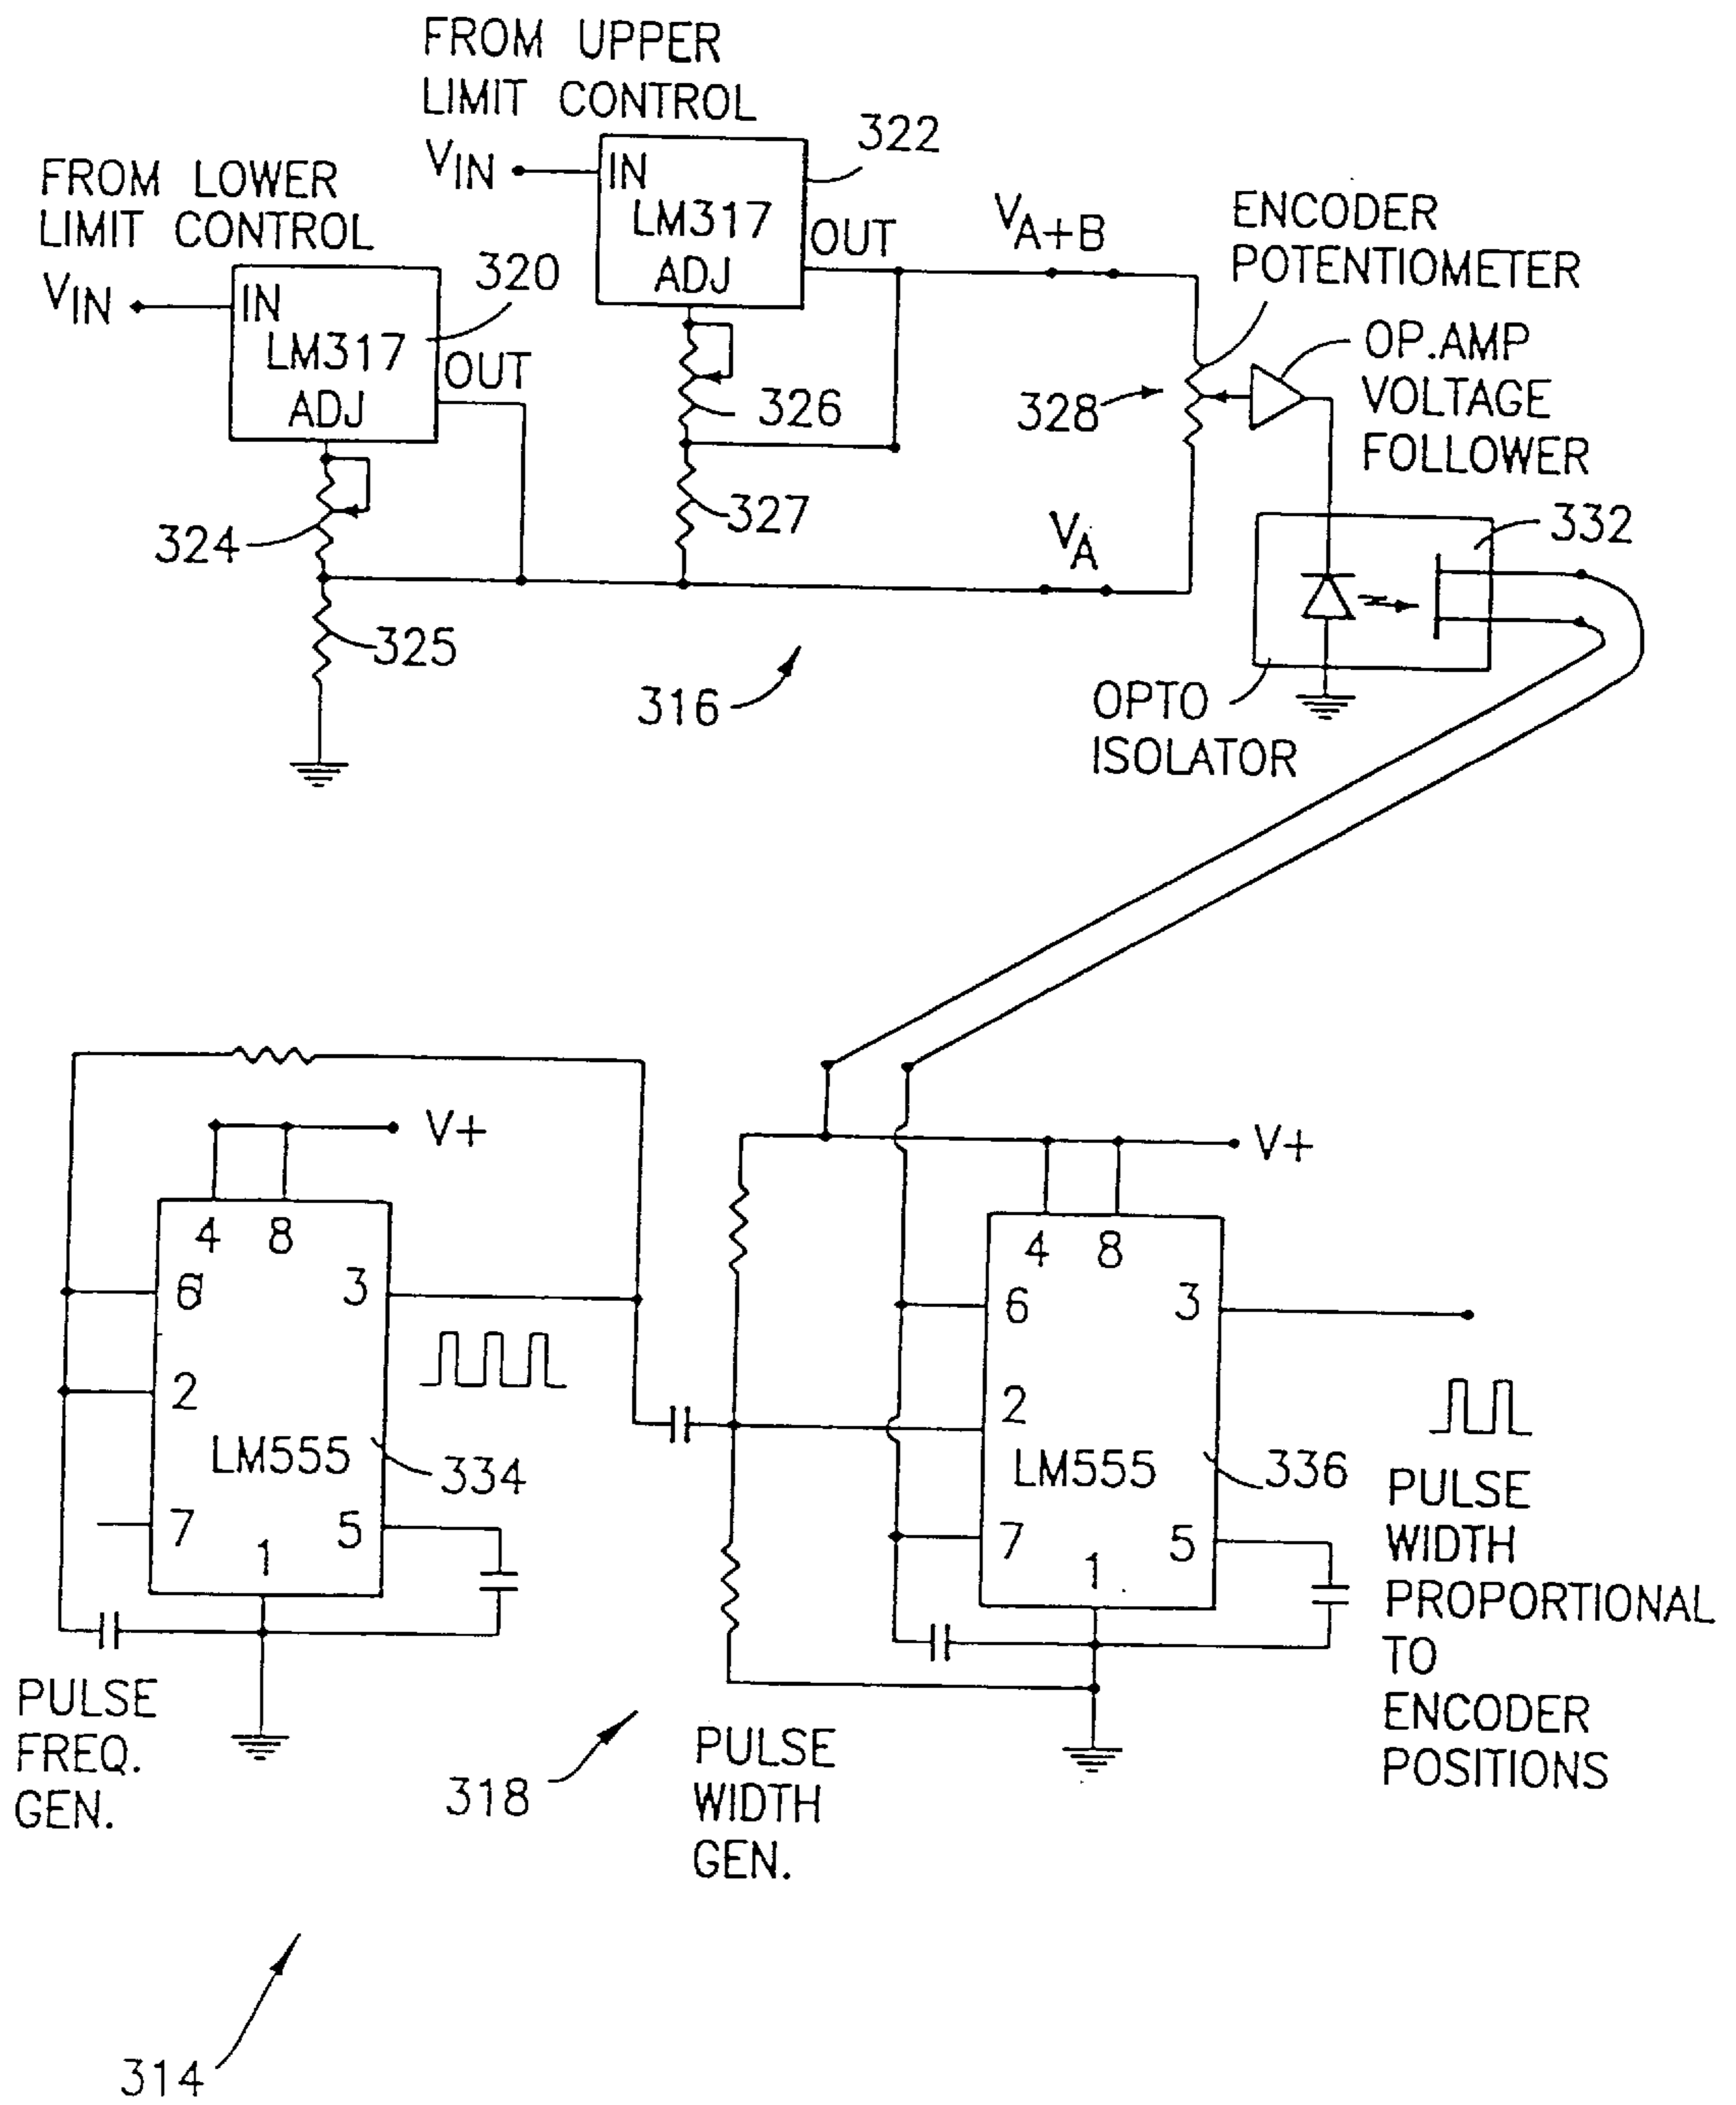 FROM UPPER
LIMIT CONTROL
322
VIN
IN
LM317
ADJ
OUT
VA+B
ENCODER
POTENTIOMETER
FROM LOWER
LIMIT CONTROL
320
VIN
IN
LM317
ADJ
OUT
326
328
OP.AMP
VOLTAGE
FOLLOWER
324
327
VA
332
325
316
OPTO
ISOLATOR
V+
V+
4 8
6
3
2
LM555
334
7
5
1
4 8
6
3
2
LM555
336
7
5
1
PULSE
WIDTH
PROPORTIONAL
TO
ENCODER
POSITIONS
PULSE
FREQ.
GEN.
318
PULSE
WIDTH
GEN.
314